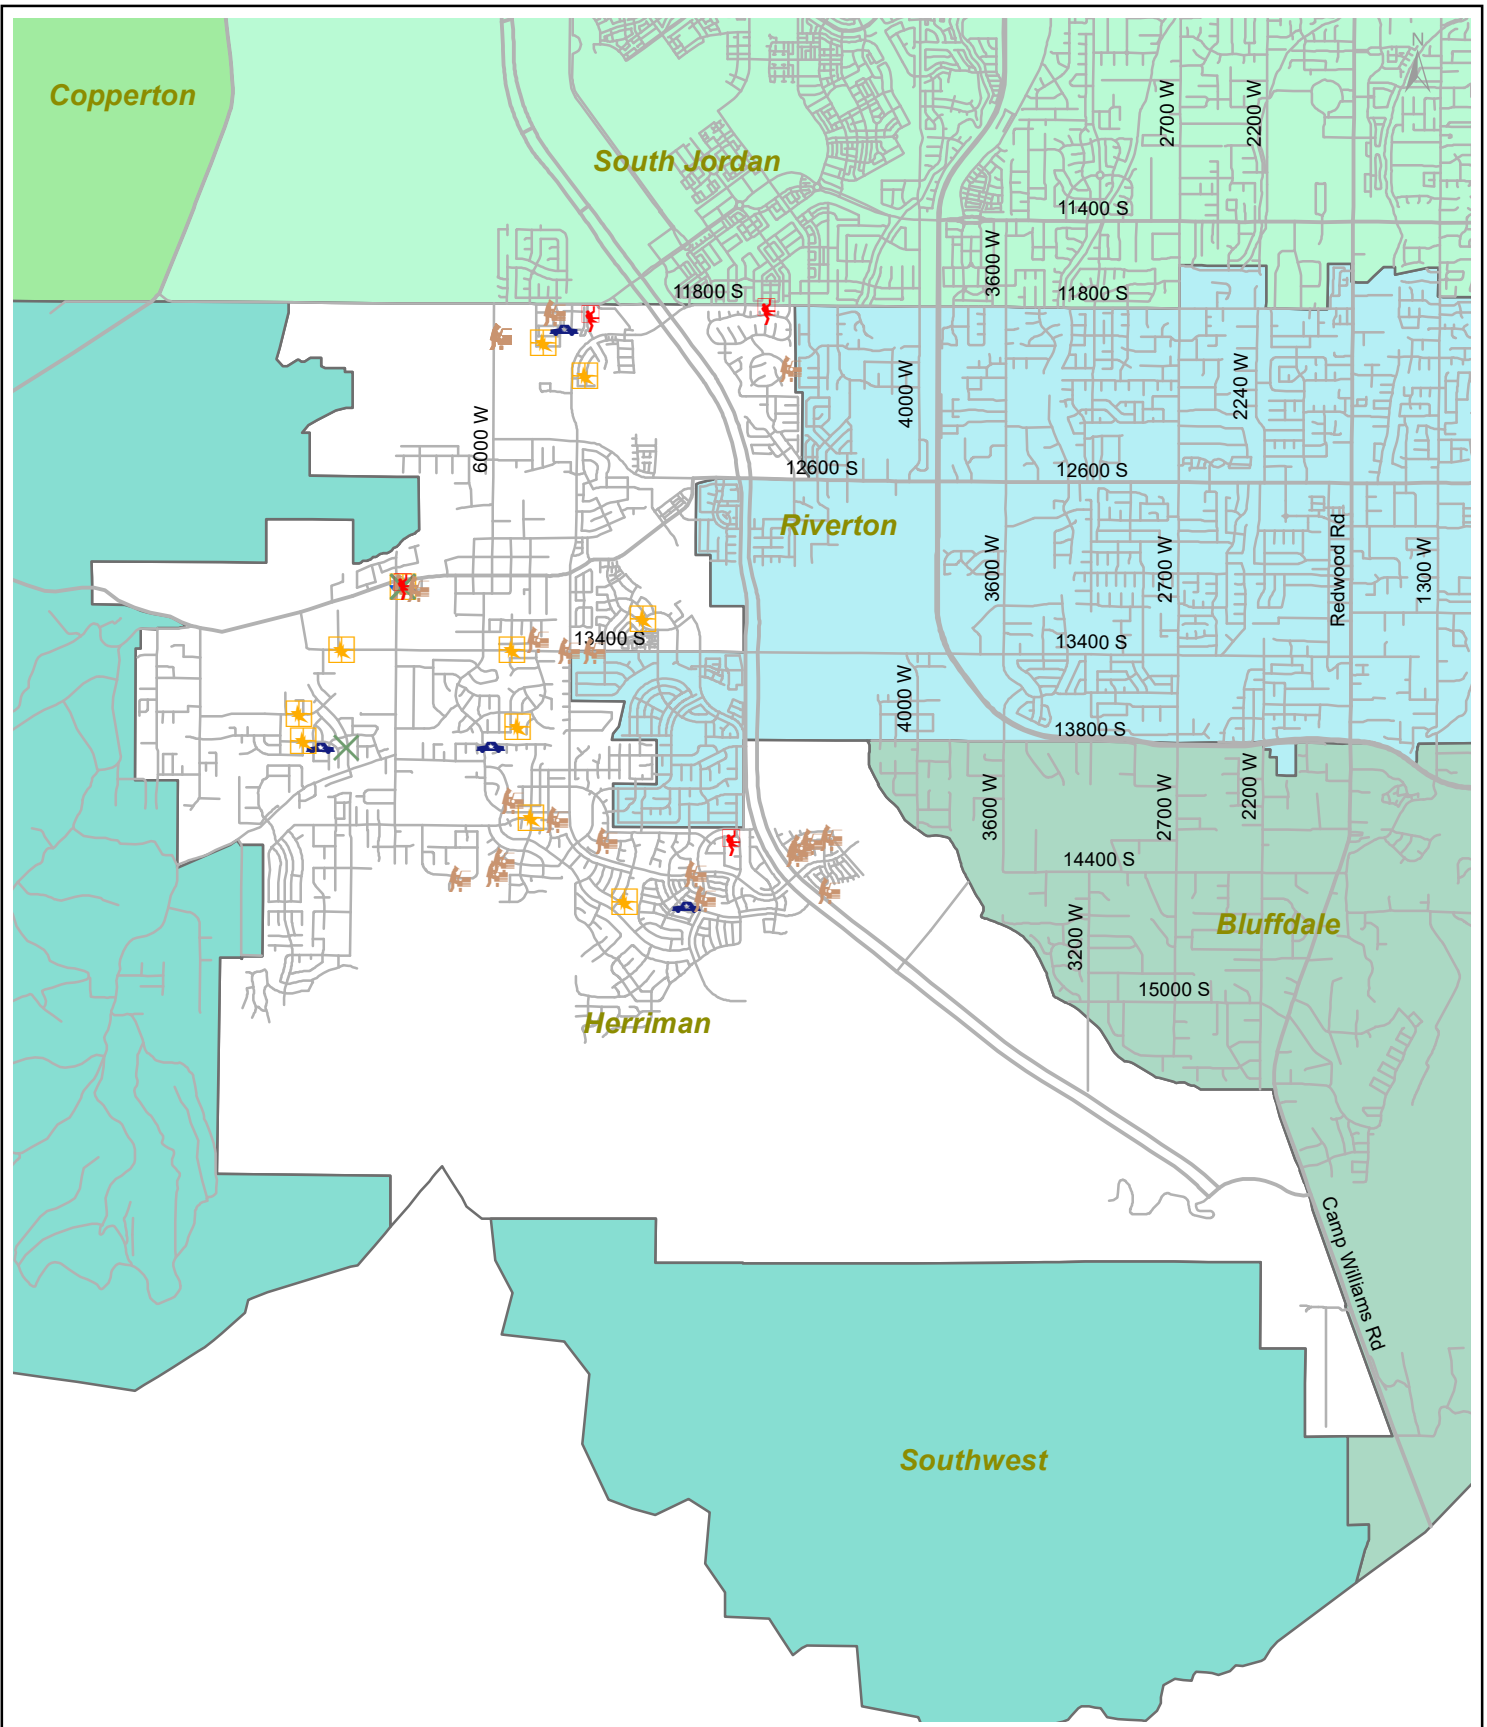 N
Copperton
2700 W
2200 W
South Jordan
11400 S
3600 W
11800 S
11800 S
4000 W
2240 W
6000 W
12600 S
12600 S
Riverton
Redwood Rd
3600 W
2700 W
1300 W
13400 S
13400 S
4000 W
13800 S
3600 W
2700 W
2200 W
14400 S
Bluffdale
3200 W
15000 S
Herriman
Camp Williams Rd
Southwest